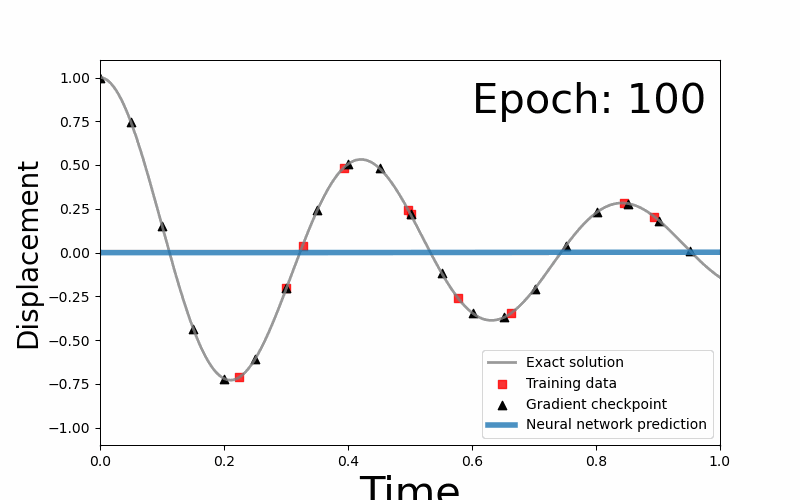 Epoch: 100
Displacement
1.00
0.75
0.50
0.25
0.00
−0.25
−0.50
−0.75
−1.00
Exact solution
Training data
Gradient checkpoint
Neural network prediction
0.0 0.2 0.4 0.6 0.8 1.0
Time